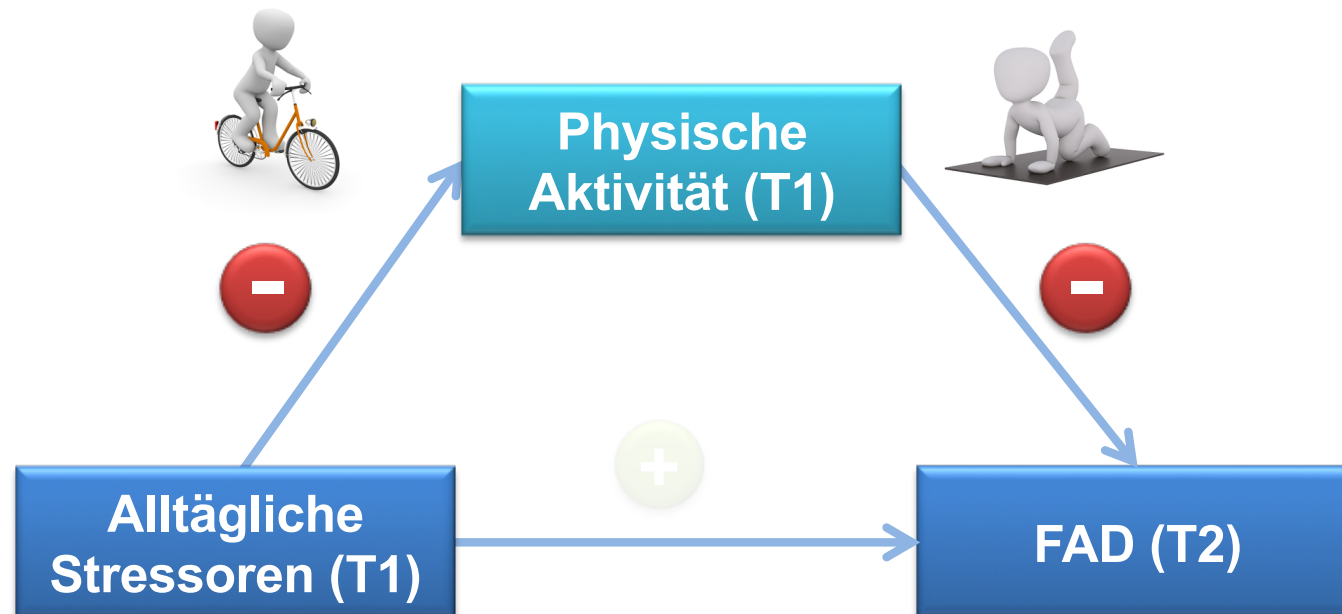 Physische
Aktivität (T1)
-
-
+
Alltägliche
Stressoren (T1)
FAD (T2)